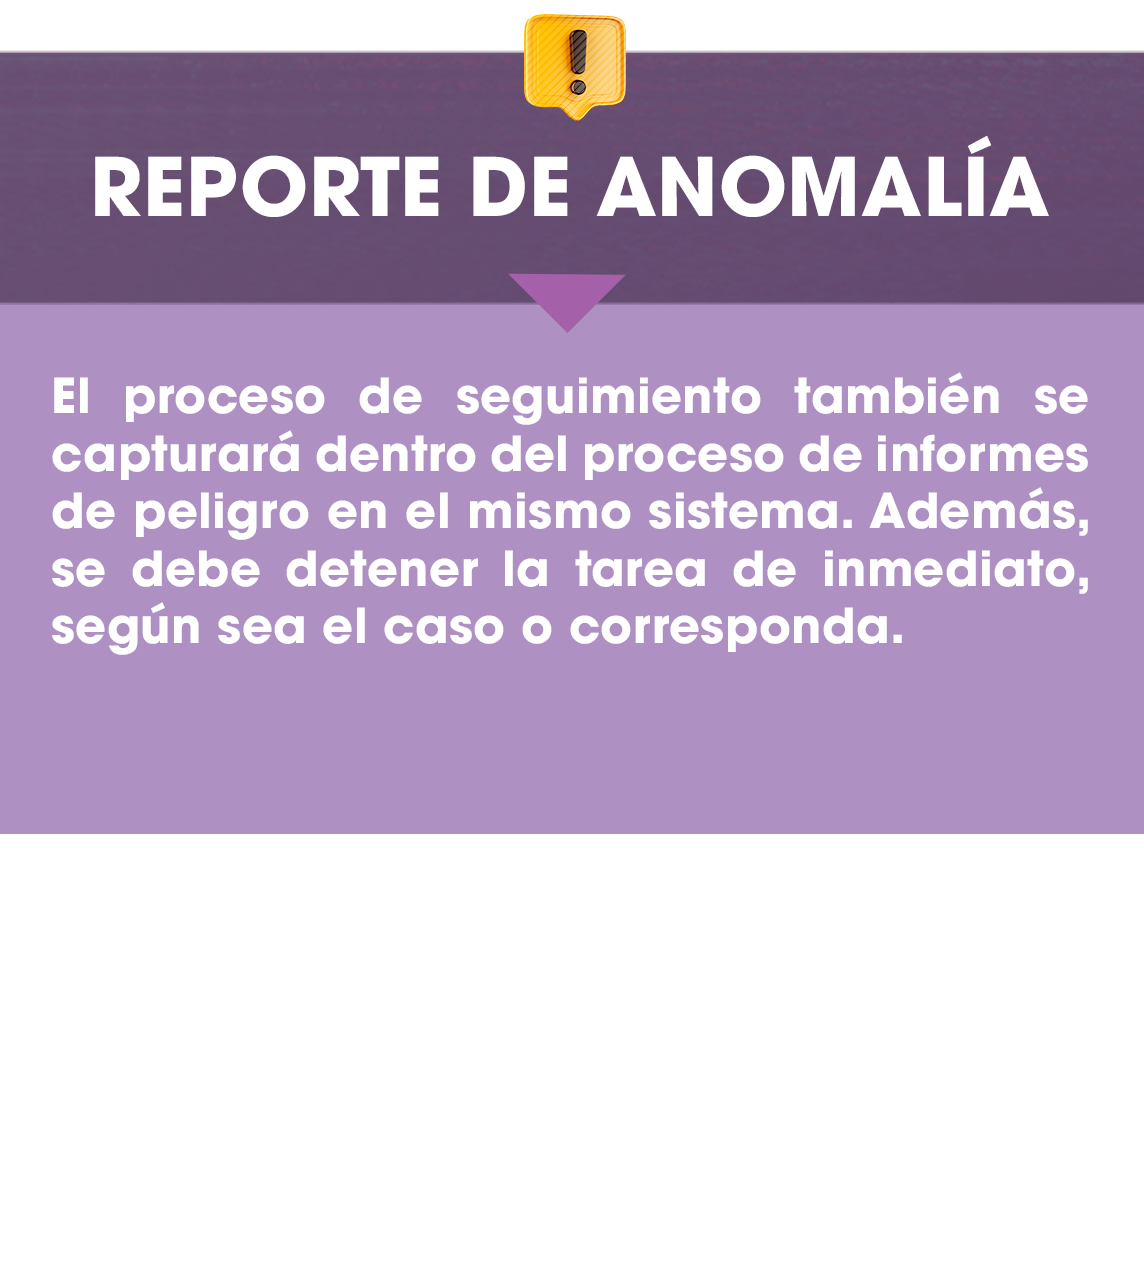 REPORTE DE ANOMALÍA
El proceso de seguimiento también se
capturará dentro del proceso de informes
de peligro en el mismo sistema. Además,
se debe detener la tarea de inmediato,
según sea el caso o corresponda.